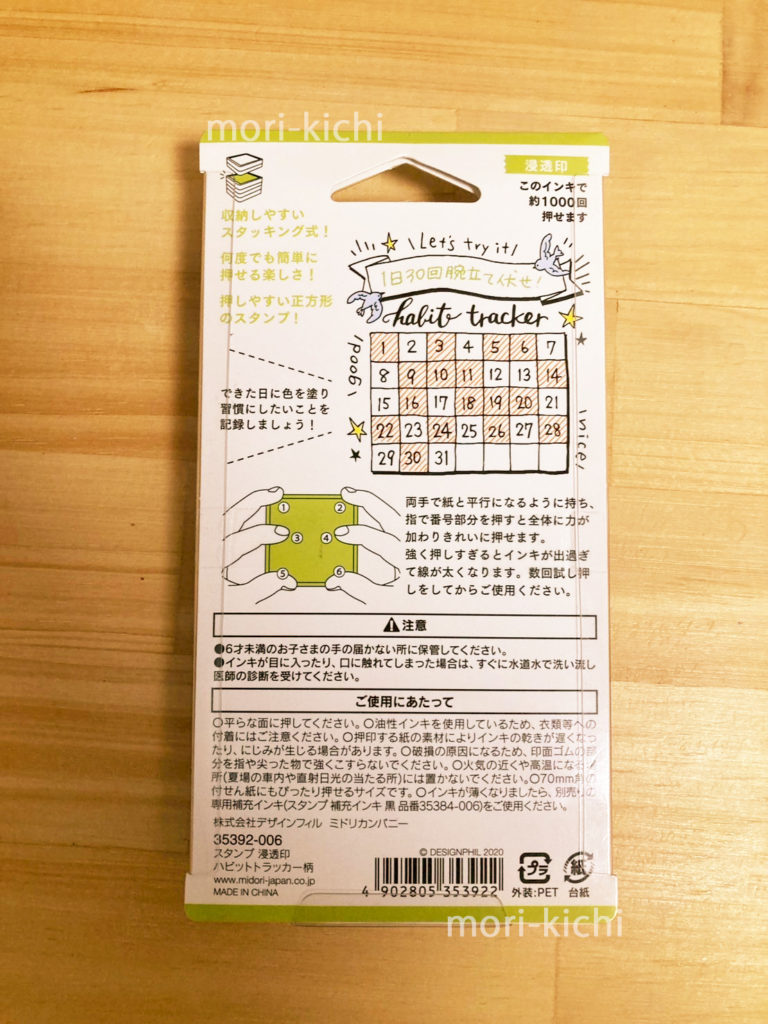 mori-kichi
浸透印
このインキで
約1000回
押せます
収納しやすい
スタッキング式！
何度でも簡単に
押せる楽しさ！
押しやすい正方形
のスタンプ！
Let's try it!
1日30回腕立て伏せ!
habit tracker
good!
1 2 3 4 5 6 7
8 9 10 11 12 13 14
15 16 17 18 19 20 21
22 23 24 25 26 27 28
29 30 31
nice!
できた日に色を塗り
習慣にしたいことを
記録しましょう！
① ②
③ ④
⑤ ⑥
両手で紙と平行になるように持ち、
指で番号部分を押すと全体に力が
加わりきれいに押せます。
強く押しすぎるとインキが出過ぎ
て線が太くなります。数回試し押
しをしてからご使用ください。
⚠注意
●6才未満のお子さまの手の届かない所に保管してください。
●インキが目に入ったり、口に触れてしまった場合は、すぐに水道水で洗い流し
医師の診断を受けてください。
ご使用にあたって
○平らな面に押してください。○油性インキを使用しているため、衣類等への
付着にはご注意ください。○押印する紙の素材によりインキの乾きが遅くなっ
たり、にじみが生じる場合があります。○破損の原因になるため、印面ゴムの部
分を指や尖った物で強くこすらないでください。○火気の近くや高温になる場
所(夏場の車内や直射日光の当たる所)には置かないでください。○70mm角の
付せん紙にもぴったり押せるサイズです。○インキが薄くなりましたら、別売りの
専用補充インキ(スタンプ 補充インキ 黒 品番35384-006)をご使用ください。
株式会社デザインフィル ミドリカンパニー
35392-006
スタンプ 浸透印
ハビットトラッカー柄
www.midori-japan.co.jp
MADE IN CHINA
© DESIGNPHIL 2020
4 902805 353922
プラ
外装:PET
紙
台紙
mori-kichi